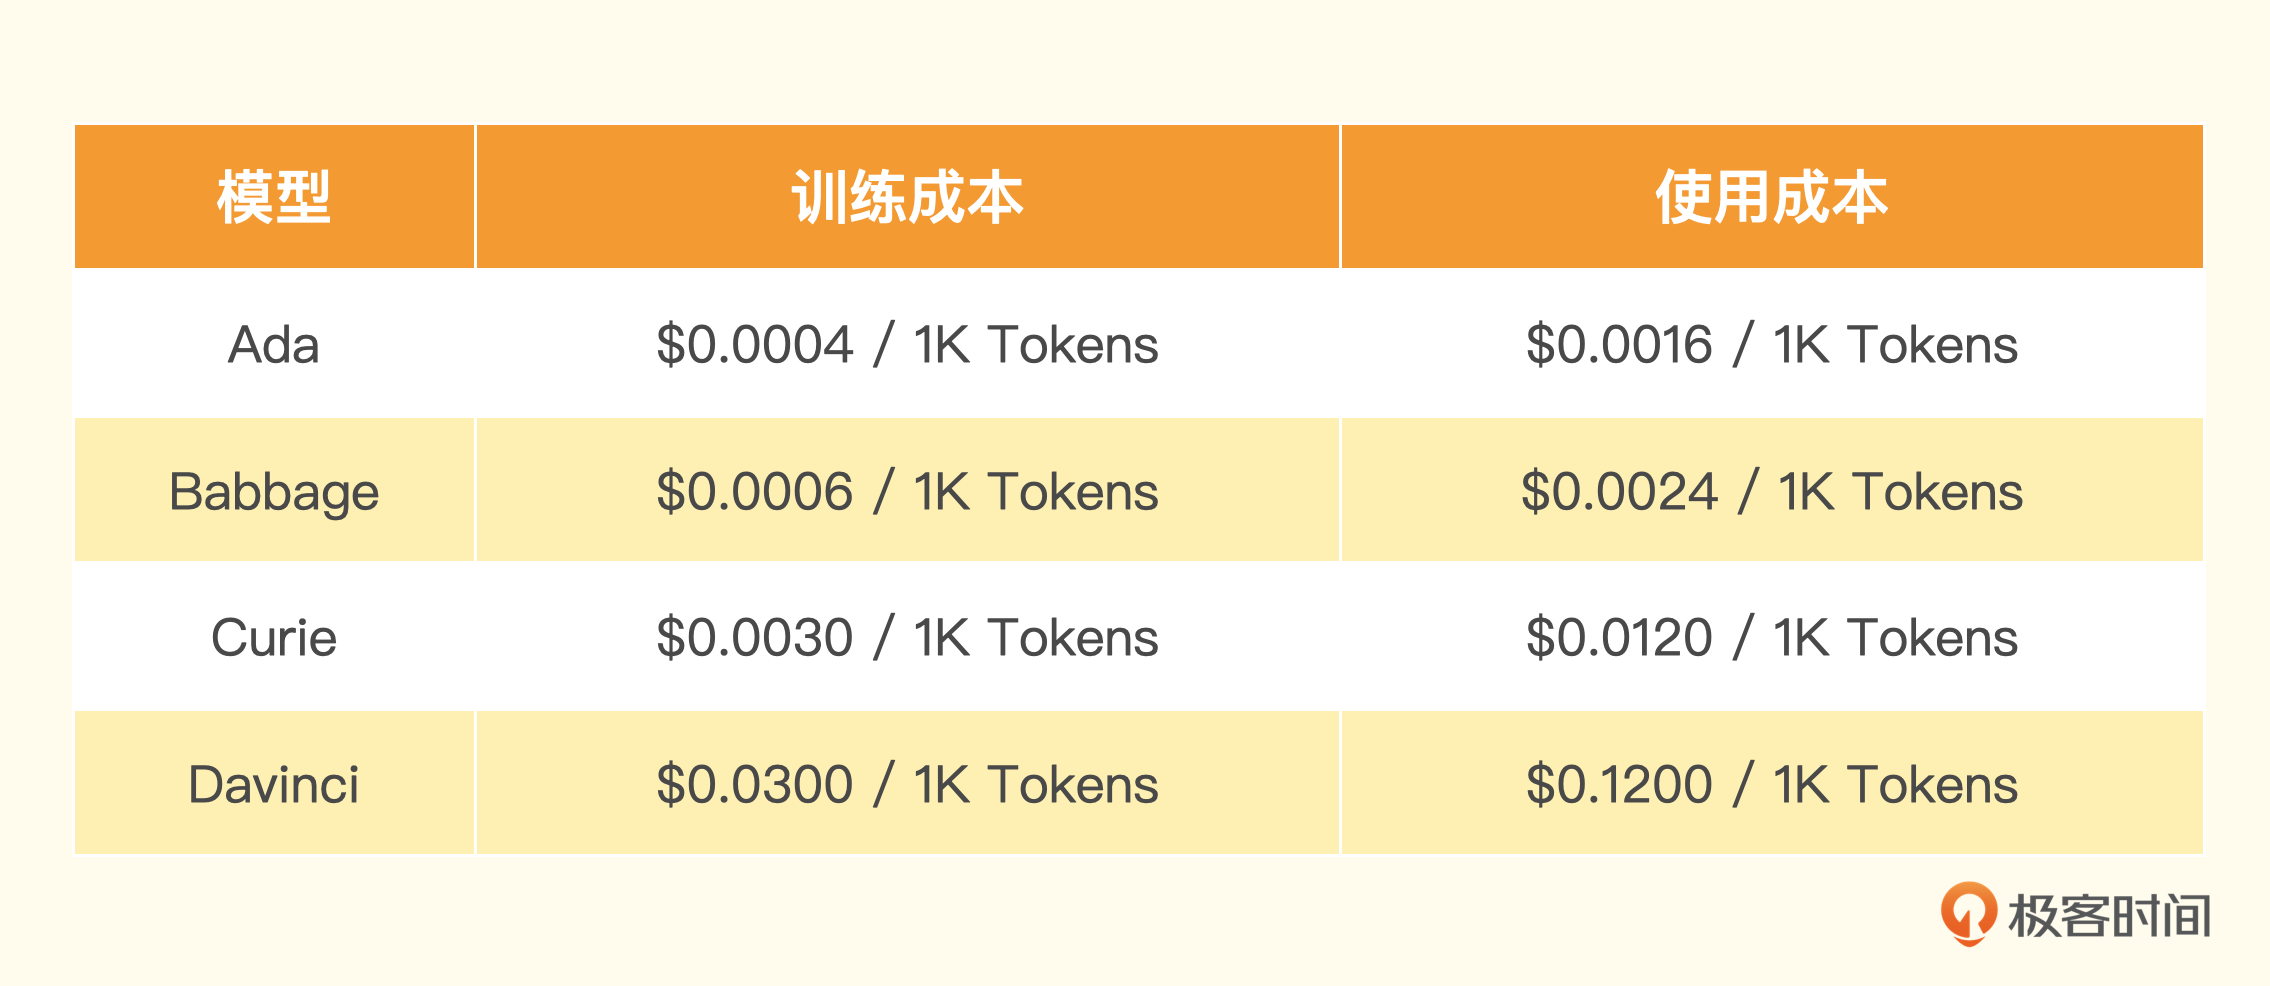 模型 训练成本 使用成本
Ada $0.0004 / 1K Tokens $0.0016 / 1K Tokens
Babbage $0.0006 / 1K Tokens $0.0024 / 1K Tokens
Curie $0.0030 / 1K Tokens $0.0120 / 1K Tokens
Davinci $0.0300 / 1K Tokens $0.1200 / 1K Tokens
极客时间